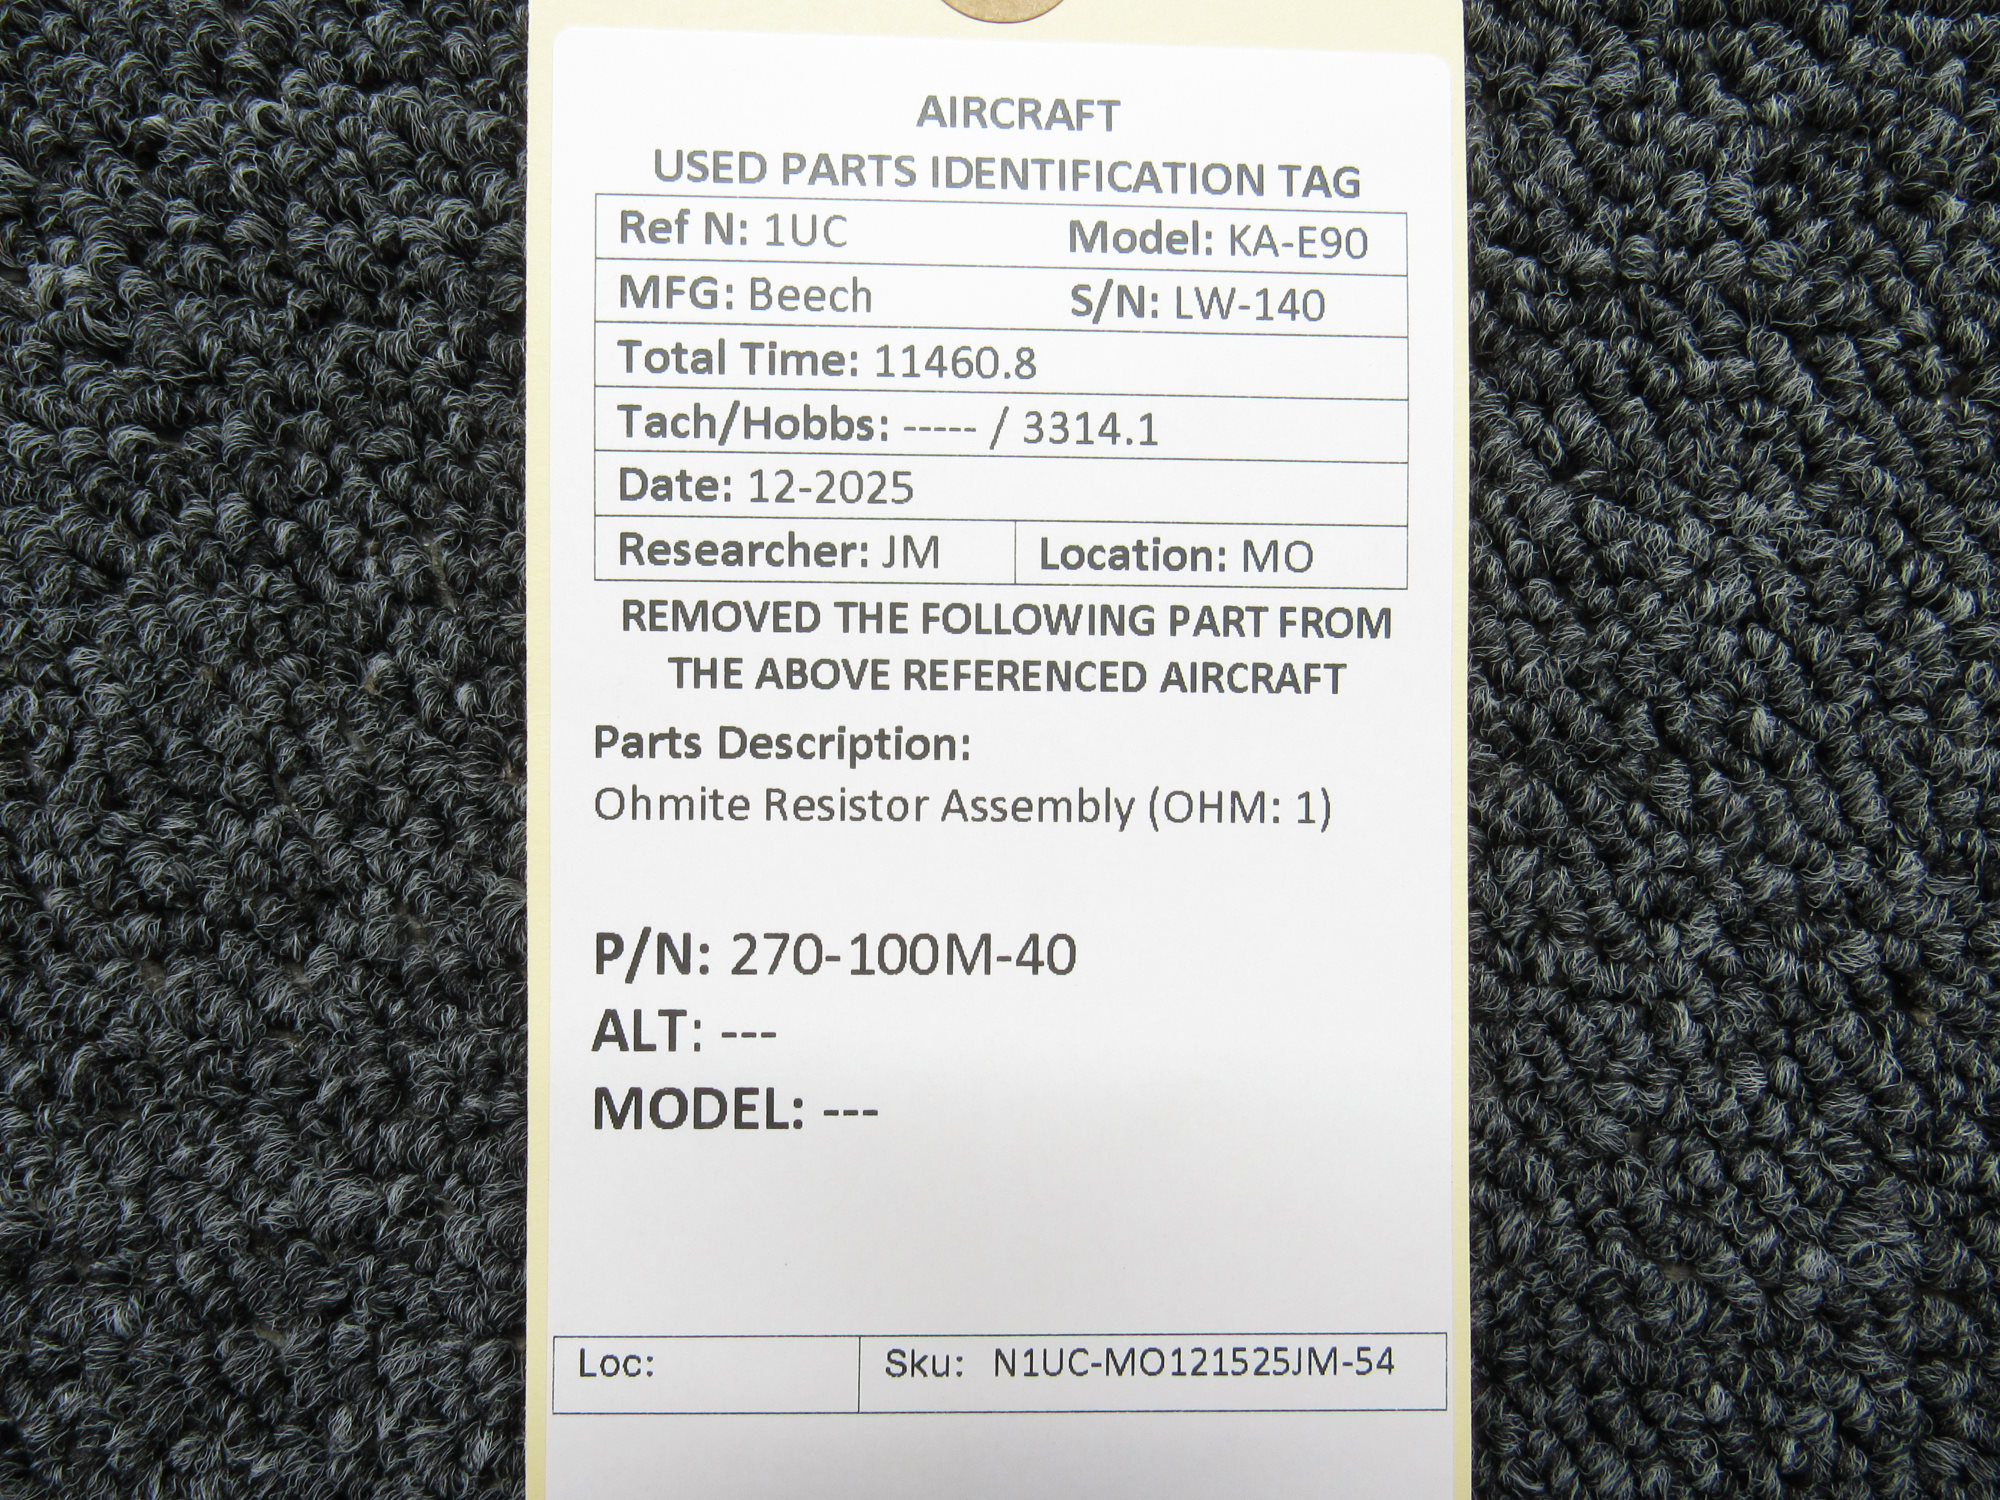 AIRCRAFT
USED PARTS IDENTIFICATION TAG
Ref N: 1UC Model: KA-E90
MFG: Beech S/N: LW-140
Total Time: 11460.8
Tach/Hobbs: ----- / 3314.1
Date: 12-2025
Researcher: JM Location: MO
REMOVED THE FOLLOWING PART FROM
THE ABOVE REFERENCED AIRCRAFT
Parts Description:
Ohmite Resistor Assembly (OHM: 1)
P/N: 270-100M-40
ALT: ---
MODEL: ---
Loc: Sku: N1UC-MO121525JM-54